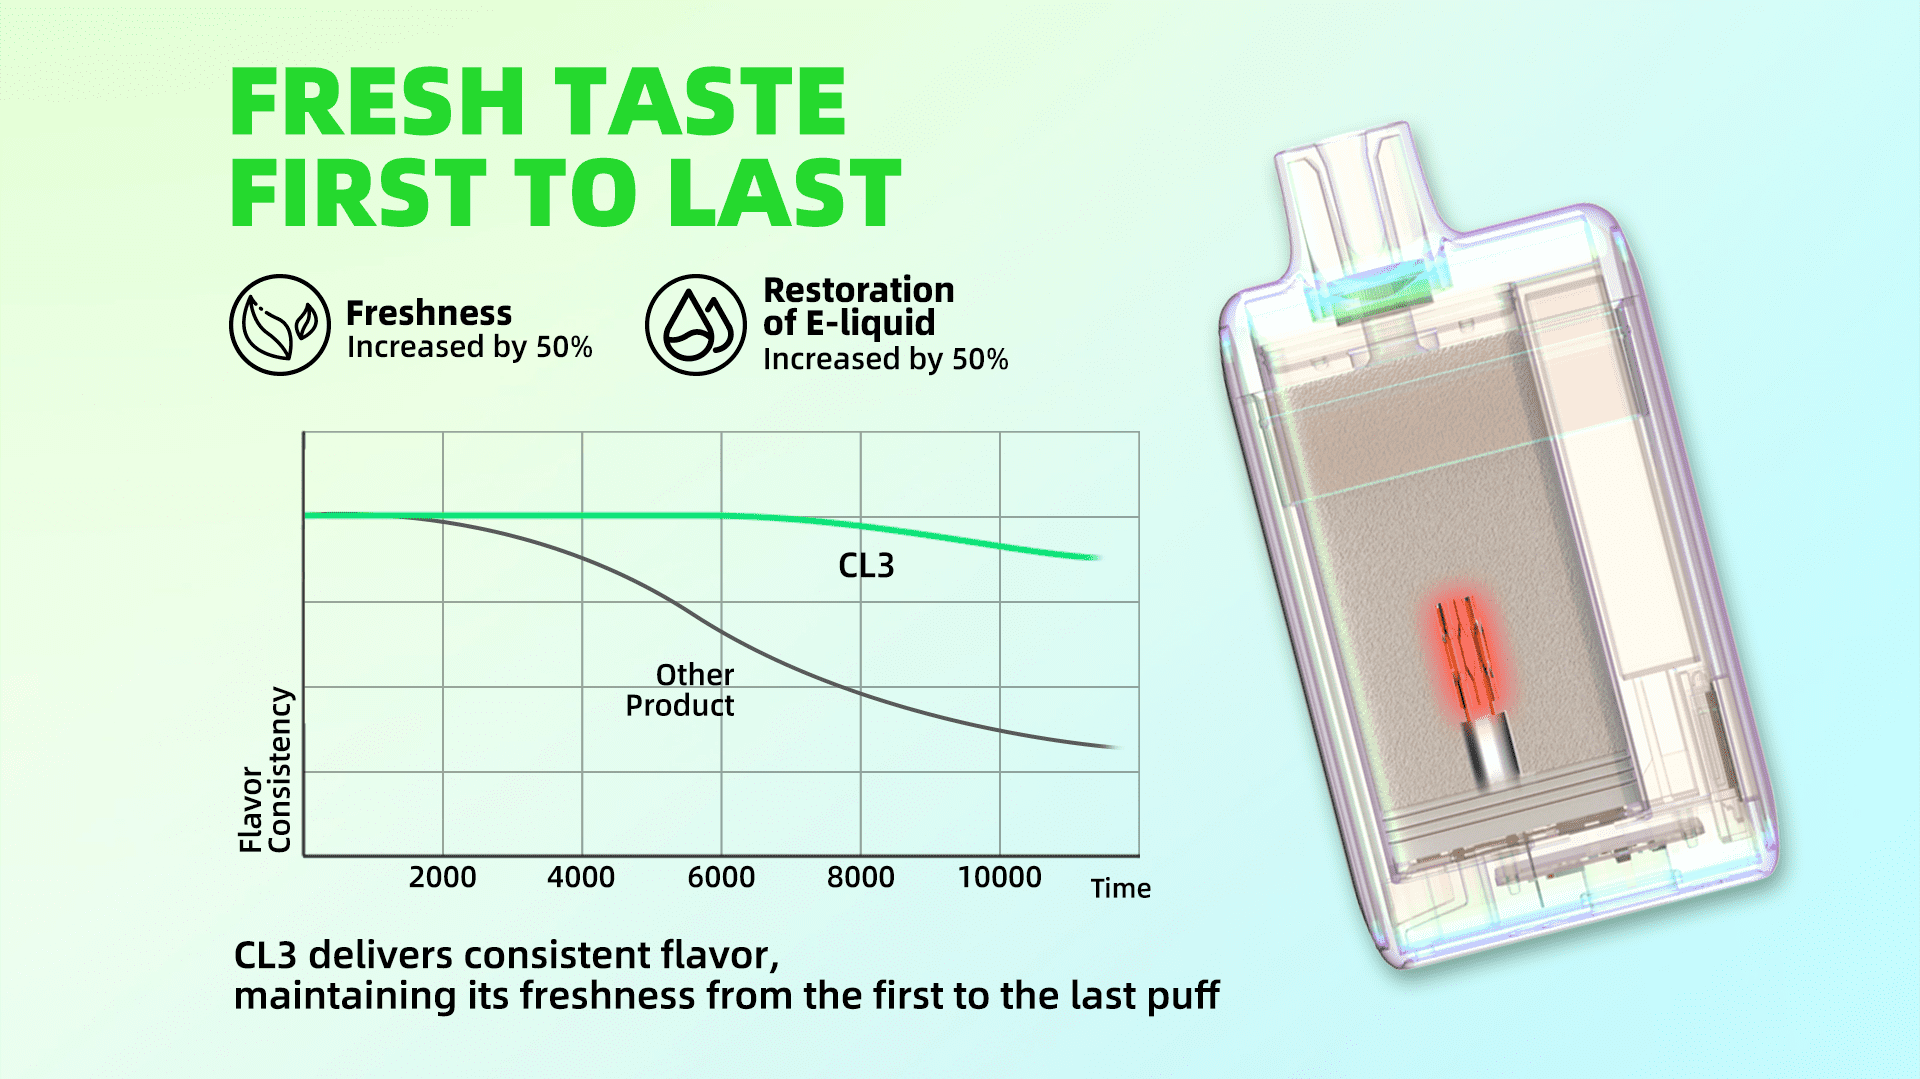 FRESH TASTE
FIRST TO LAST
Freshness
Increased by 50%
Restoration
of E-liquid
Increased by 50%
Flavor
Consistency
CL3
Other
Product
2000
4000
6000
8000
10000
Time
CL3 delivers consistent flavor,
maintaining its freshness from the first to the last puff